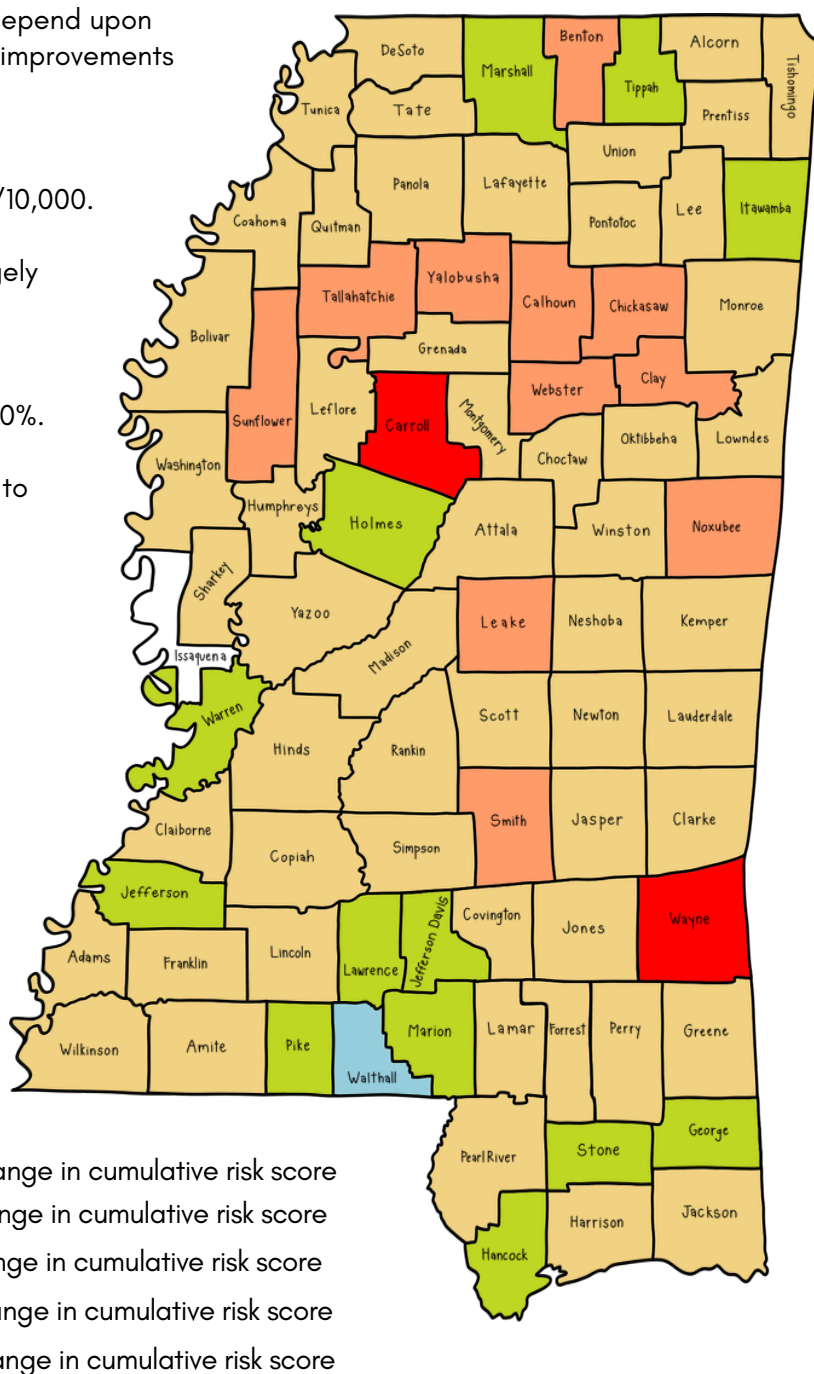 epend upon
improvements
/10,000.
gely
0%.
to
DeSoto
Marshall
Benton
Tippah
Alcorn
Tishomingo
Tunica
Tate
Prentiss
Union
Panola
Lafayette
Coahoma
Quitman
Pontotoc
Lee
Itawamba
Tallahatchie
Yalobusha
Calhoun
Chickasaw
Monroe
Bolivar
Grenada
Sunflower
Leflore
Carroll
Montgomery
Webster
Clay
Washington
Choctaw
Oktibbeha
Lowndes
Humphreys
Holmes
Attala
Winston
Noxubee
Sharkey
Yazoo
Leake
Neshoba
Kemper
Issaquena
Madison
Warren
Hinds
Rankin
Scott
Newton
Lauderdale
Claiborne
Copiah
Simpson
Smith
Jasper
Clarke
Jefferson
Adams
Franklin
Lincoln
Lawrence
Jefferson Davis
Covington
Jones
Wayne
Wilkinson
Amite
Pike
Walthall
Marion
Lamar
Forrest
Perry
Greene
Pearl River
Stone
George
Hancock
Harrison
Jackson
ange in cumulative risk score
nge in cumulative risk score
nge in cumulative risk score
ange in cumulative risk score
ange in cumulative risk score